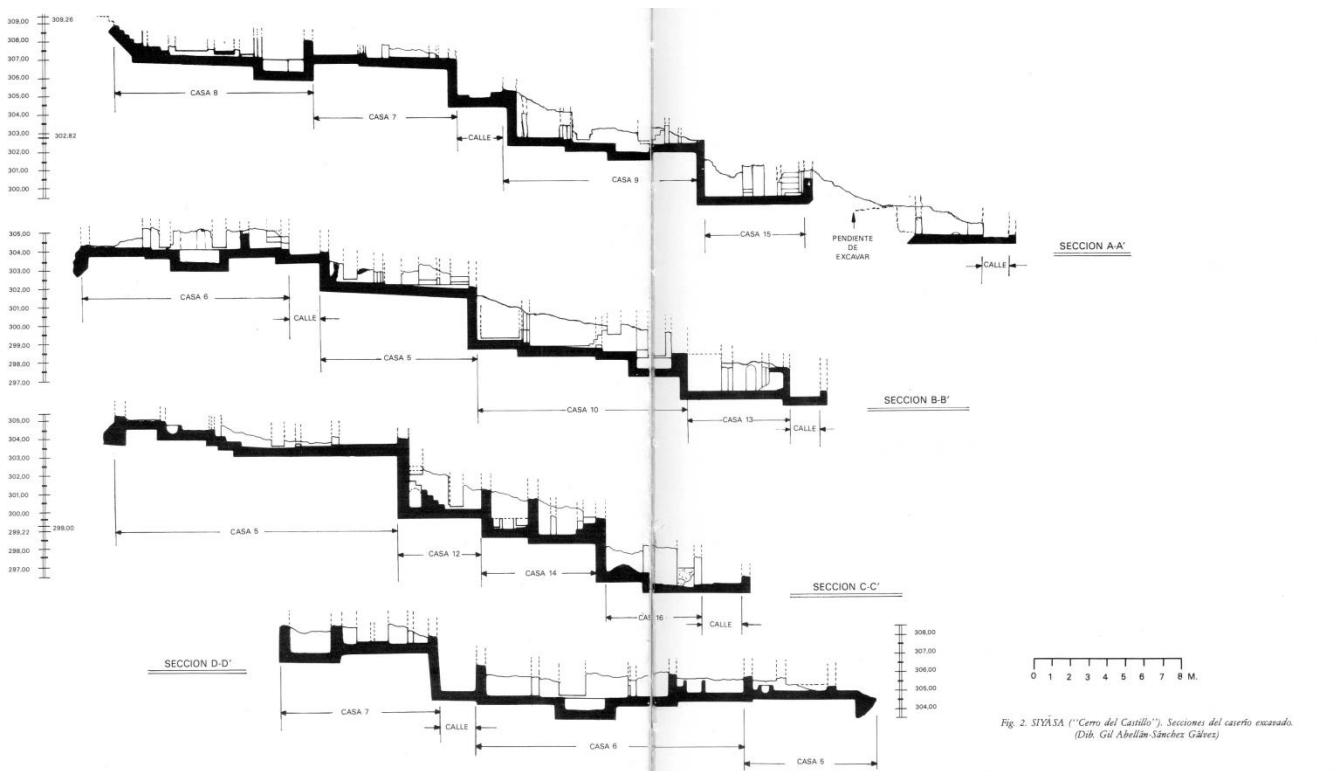 309,00
309,26
308,00
307,00
306,00
305,00
304,00
303,00
302.82
302,00
301,00
300,00
CASA 8
CASA 7
CALLE
CASA 9
CASA 15
PENDIENTE
DE
EXCAVAR
CALLE
SECCION A-A'
305,00
304,00
303,00
302,00
301,00
300,00
299,00
298,00
297,00
CASA 6
CALLE
CASA 5
CASA 10
CASA 13
CALLE
SECCION B-B'
305,00
304,00
303,00
302,00
301,00
300,00
299,22
299,00
298,00
297,00
CASA 5
CASA 12
CASA 14
CALLE
SECCION C-C'
SECCION D-D'
CASA 7
CALLE
CASA 6
CASA 5
308,00
307,00
306,00
305,00
304,00
0 1 2 3 4 5 6 7 8 M.
Fig. 2. SIYĀSA ("Cerro del Castillo"). Secciones del caserío excavado.
(Dib. Gil Abellán-Sánchez Gálvez)